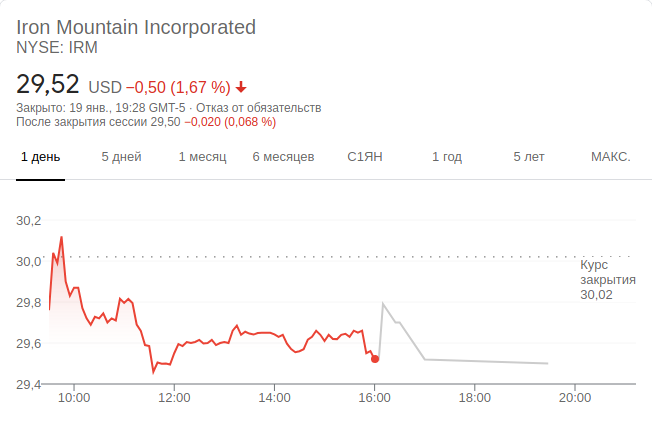 Iron Mountain Incorporated
NYSE: IRM
29,52 USD −0,50 (1,67 %)
Закрыто: 19 янв., 19:28 GMT-5 · Отказ от обязательств
После закрытия сессии 29,50 −0,020 (0,068 %)
1 день 5 дней 1 месяц 6 месяцев С1ЯН 1 год 5 лет МАКС.
30,2
30,0
Курс
закрытия
30,02
29,8
29,6
29,4
10:00 12:00 14:00 16:00 18:00 20:00